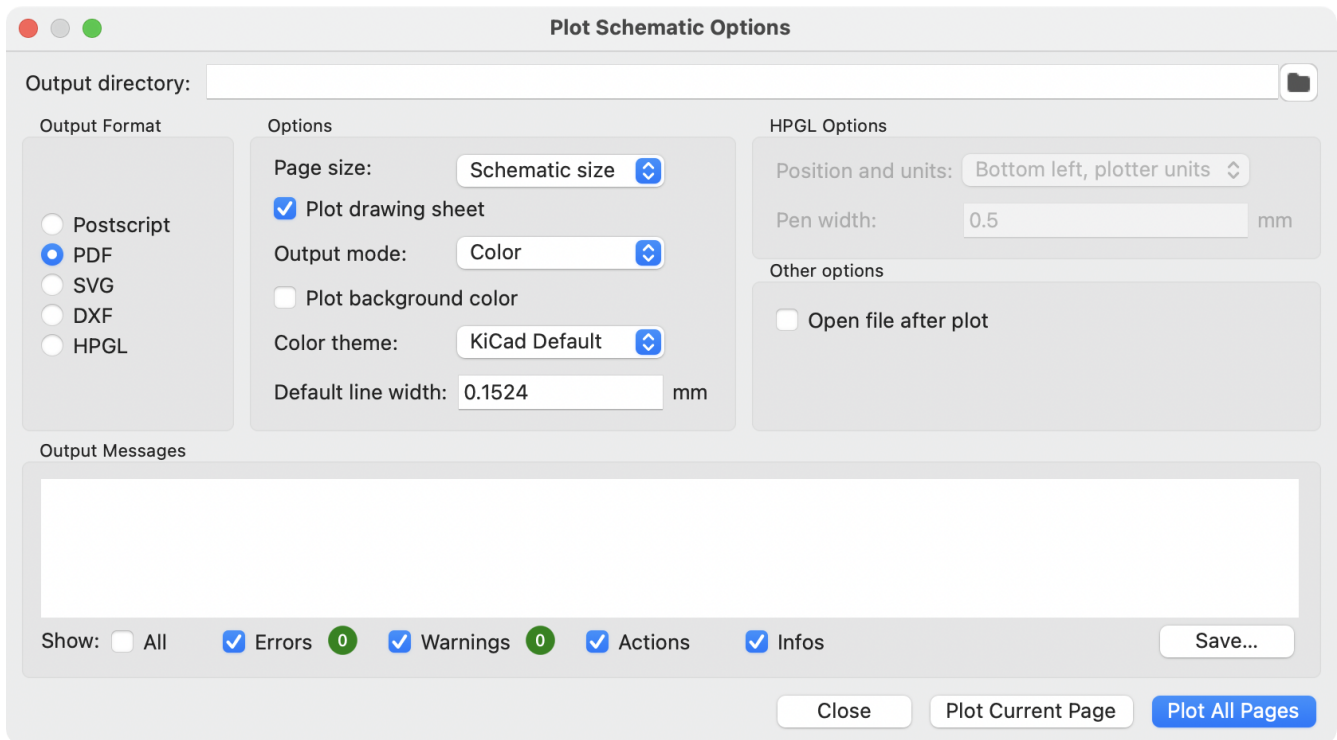 Plot Schematic Options
Output directory:
Output Format
Postscript
PDF
SVG
DXF
HPGL
Options
Page size: Schematic size
Plot drawing sheet
Output mode: Color
Plot background color
Color theme: KiCad Default
Default line width: 0.1524 mm
HPGL Options
Position and units: Bottom left, plotter units
Pen width: 0.5 mm
Other options
Open file after plot
Output Messages
Show: All Errors 0 Warnings 0 Actions Infos Save...
Close Plot Current Page Plot All Pages